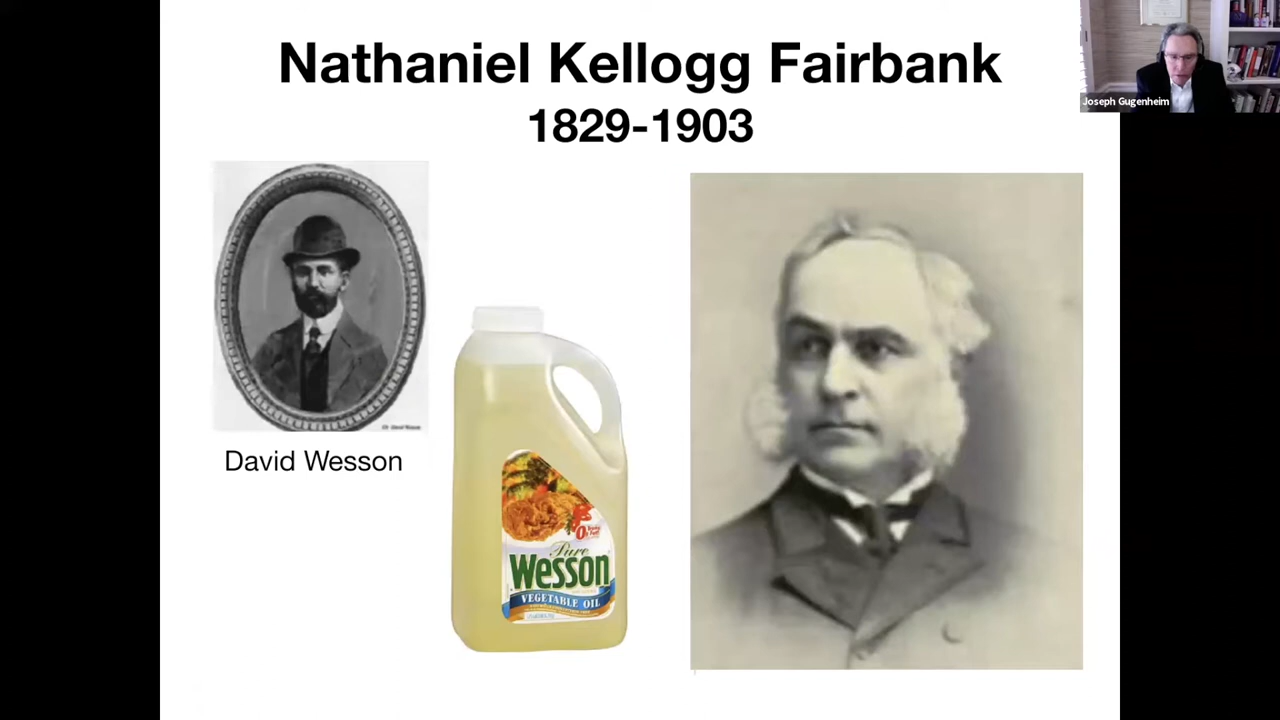 Nathaniel Kellogg Fairbank
1829-1903
Joseph Gugenheim
David Wesson
Pure
Wesson
VEGETABLE OIL